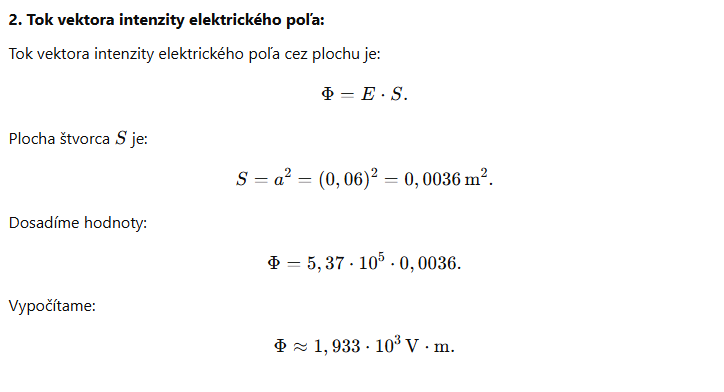 2. Tok vektora intenzity elektrického poľa:
Tok vektora intenzity elektrického poľa cez plochu je:
Φ = E · S.
Plocha štvorca S je:
S = a² = (0, 06)² = 0, 0036 m².
Dosadíme hodnoty:
Φ = 5, 37 · 10⁵ · 0, 0036.
Vypočítame:
Φ ≈ 1, 933 · 10³ V · m.